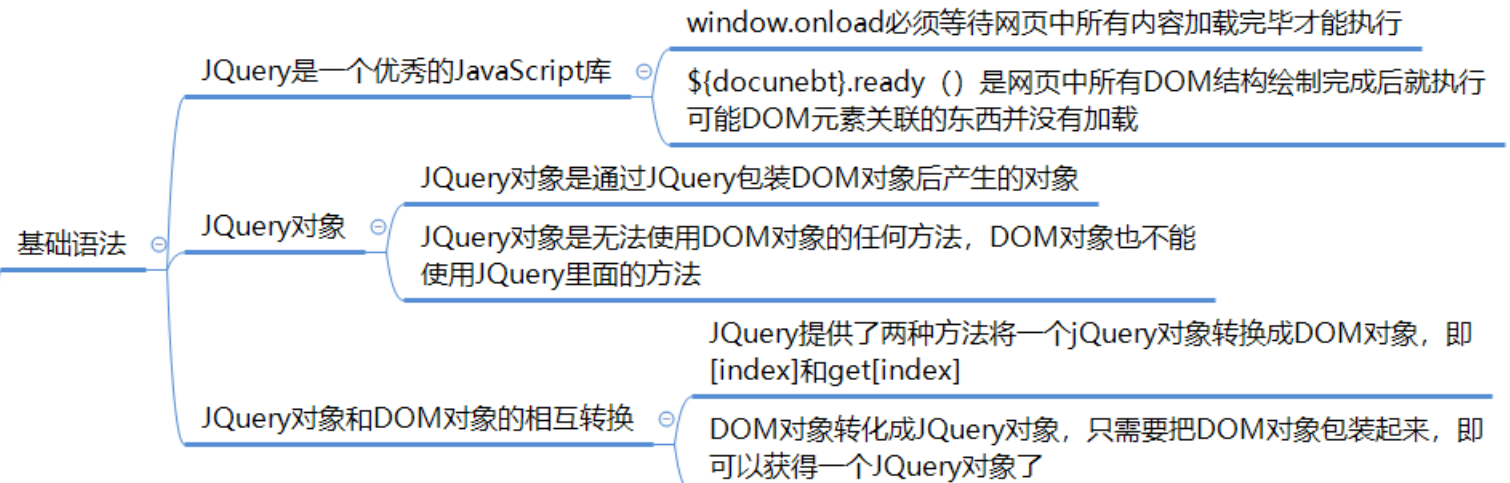 window.onload必须等待网页中所有内容加载完毕才能执行
JQuery是一个优秀的JavaScript库
${docunebt}.ready（）是网页中所有DOM结构绘制完成后就执行
可能DOM元素关联的东西并没有加载
JQuery对象是通过JQuery包装DOM对象后产生的对象
JQuery对象
基础语法
JQuery对象是无法使用DOM对象的任何方法，DOM对象也不能
使用JQuery里面的方法
JQuery提供了两种方法将一个jQuery对象转换成DOM对象，即
[index]和get[index]
JQuery对象和DOM对象的相互转换
DOM对象转化成JQuery对象，只需要把DOM对象包装起来，即
可以获得一个JQuery对象了